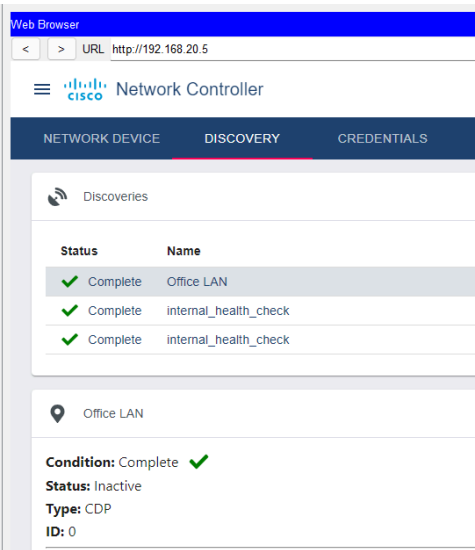 Web Browser
< > URL http://192.168.20.5
CISCO Network Controller
NETWORK DEVICE DISCOVERY CREDENTIALS
Discoveries
Status Name
Complete Office LAN
Complete internal_health_check
Complete internal_health_check
Office LAN
Condition: Complete
Status: Inactive
Type: CDP
ID: 0